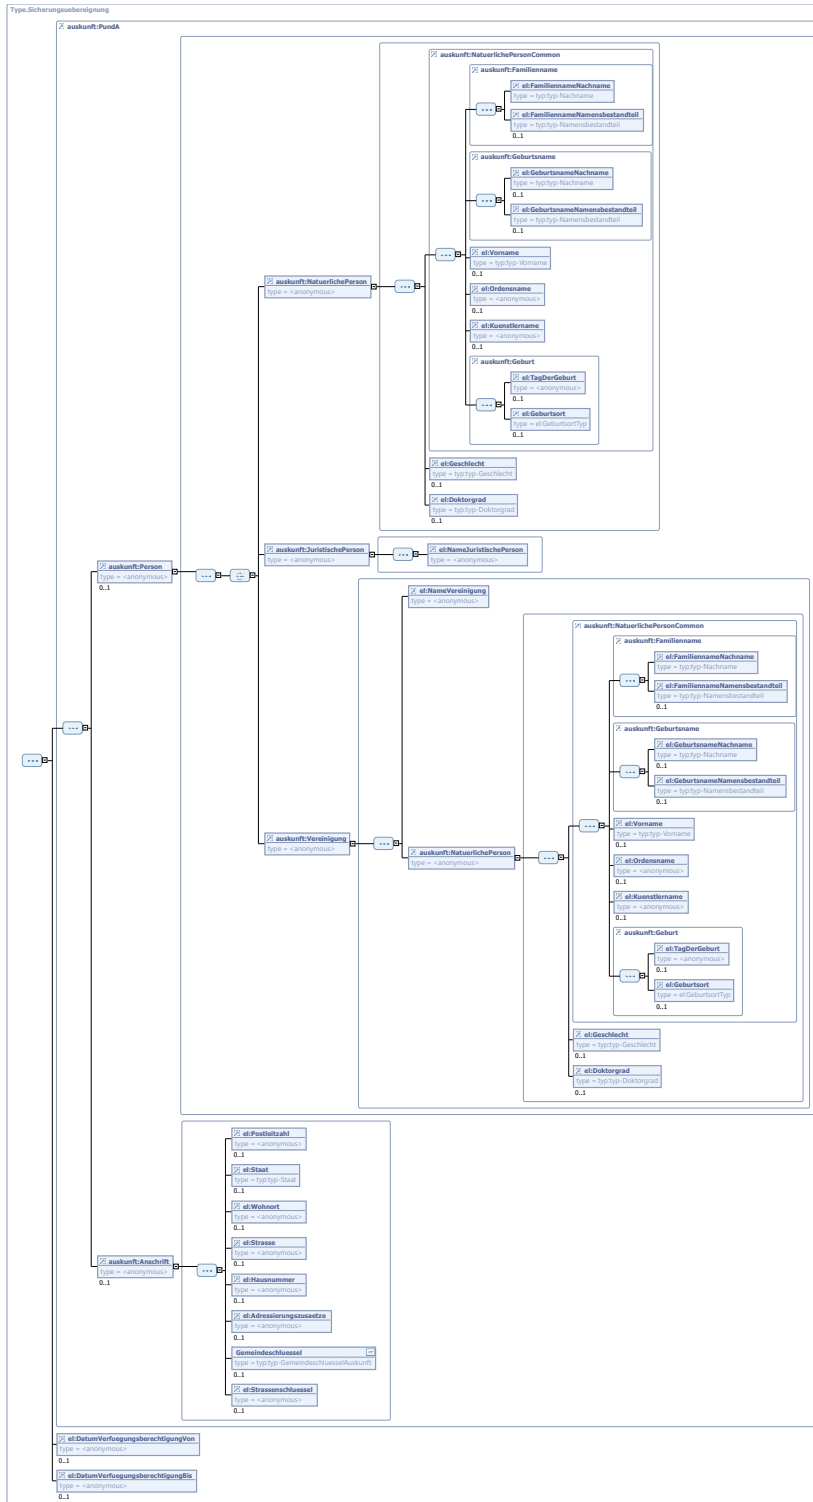 Type.Sicherungsuebereignung
auskunft:PundA
auskunft:NatuerlichePersonCommon
auskunft:Familienname
el:FamiliennameNachname
type = typ:typ-Nachname
el:FamiliennameNamensbestandteil
type = typ:typ-Namensbestandteil
0..1
auskunft:Geburtsname
el:GeburtsnameNachname
type = typ:typ-Nachname
0..1
el:GeburtsnameNamensbestandteil
type = typ:typ-Namensbestandteil
0..1
el:Vorname
type = typ:typ-Vorname
0..1
auskunft:NatuerlichePerson
type = <anonymous>
el:Ordensname
type = <anonymous>
0..1
el:Kuenstlername
type = <anonymous>
0..1
auskunft:Geburt
el:TagDerGeburt
type = <anonymous>
0..1
el:Geburtsort
type = el:GeburtsortTyp
0..1
el:Geschlecht
type = typ:typ-Geschlecht
0..1
el:Doktorgrad
type = typ:typ-Doktorgrad
0..1
auskunft:JuristischePerson
type = <anonymous>
el:NameJuristischePerson
type = <anonymous>
auskunft:Person
type = <anonymous>
0..1
el:NameVereinigung
type = <anonymous>
auskunft:NatuerlichePersonCommon
auskunft:Familienname
el:FamiliennameNachname
type = typ:typ-Nachname
el:FamiliennameNamensbestandteil
type = typ:typ-Namensbestandteil
0..1
auskunft:Geburtsname
el:GeburtsnameNachname
type = typ:typ-Nachname
0..1
el:GeburtsnameNamensbestandteil
type = typ:typ-Namensbestandteil
0..1
el:Vorname
type = typ:typ-Vorname
0..1
auskunft:Vereinigung
type = <anonymous>
auskunft:NatuerlichePerson
type = <anonymous>
el:Ordensname
type = <anonymous>
0..1
el:Kuenstlername
type = <anonymous>
0..1
auskunft:Geburt
el:TagDerGeburt
type = <anonymous>
0..1
el:Geburtsort
type = el:GeburtsortTyp
0..1
el:Geschlecht
type = typ:typ-Geschlecht
0..1
el:Doktorgrad
type = typ:typ-Doktorgrad
0..1
el:Postleitzahl
type = <anonymous>
0..1
el:Staat
type = typ:typ-Staat
0..1
el:Wohnort
type = <anonymous>
0..1
el:Strasse
type = <anonymous>
0..1
auskunft:Anschrift
type = <anonymous>
0..1
el:Hausnummer
type = <anonymous>
0..1
el:Adressierungszusaetze
type = <anonymous>
0..1
Gemeindeschluessel
type = typ:typ-GemeindeschluesselAuskunft
0..1
el:Strassenschluessel
type = <anonymous>
0..1
el:DatumVerfuegungsberechtigungVon
type = <anonymous>
0..1
el:DatumVerfuegungsberechtigungBis
type = <anonymous>
0..1